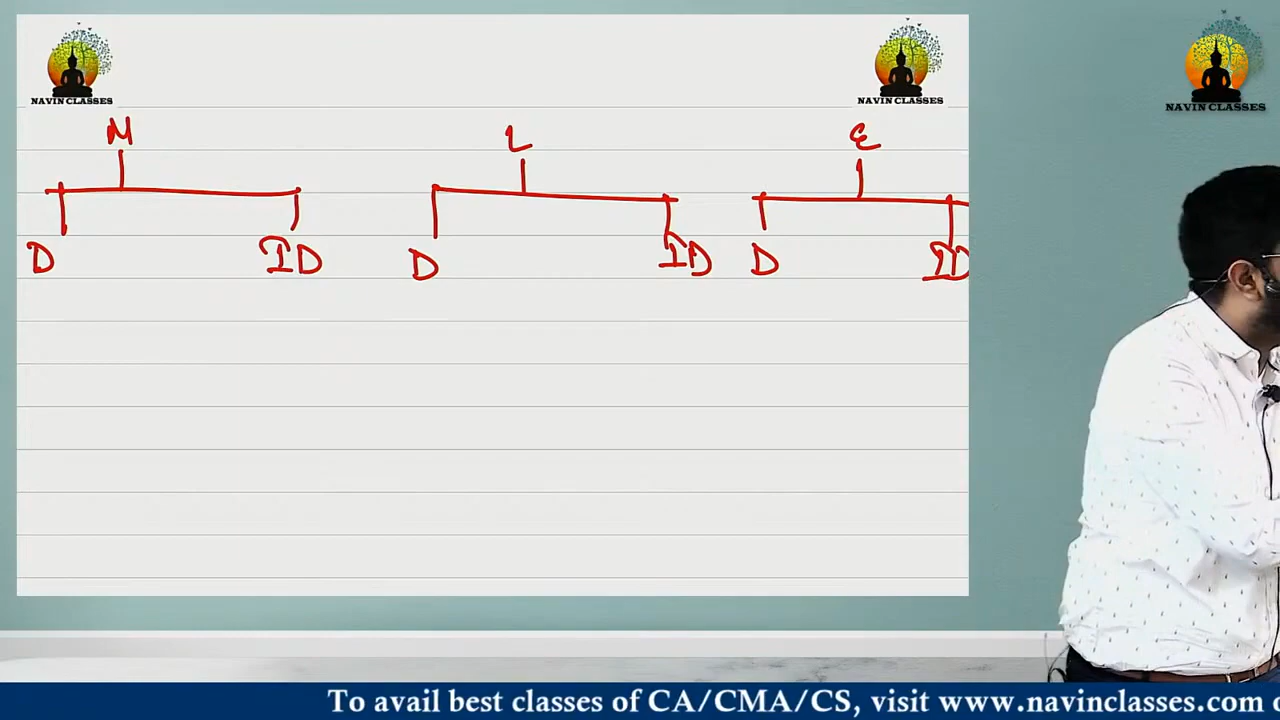 NAVIN CLASSES
NAVIN CLASSES
NAVIN CLASSES
M L E
D ID D ID D ID
To avail best classes of CA/CMA/CS, visit www.navinclasses.com